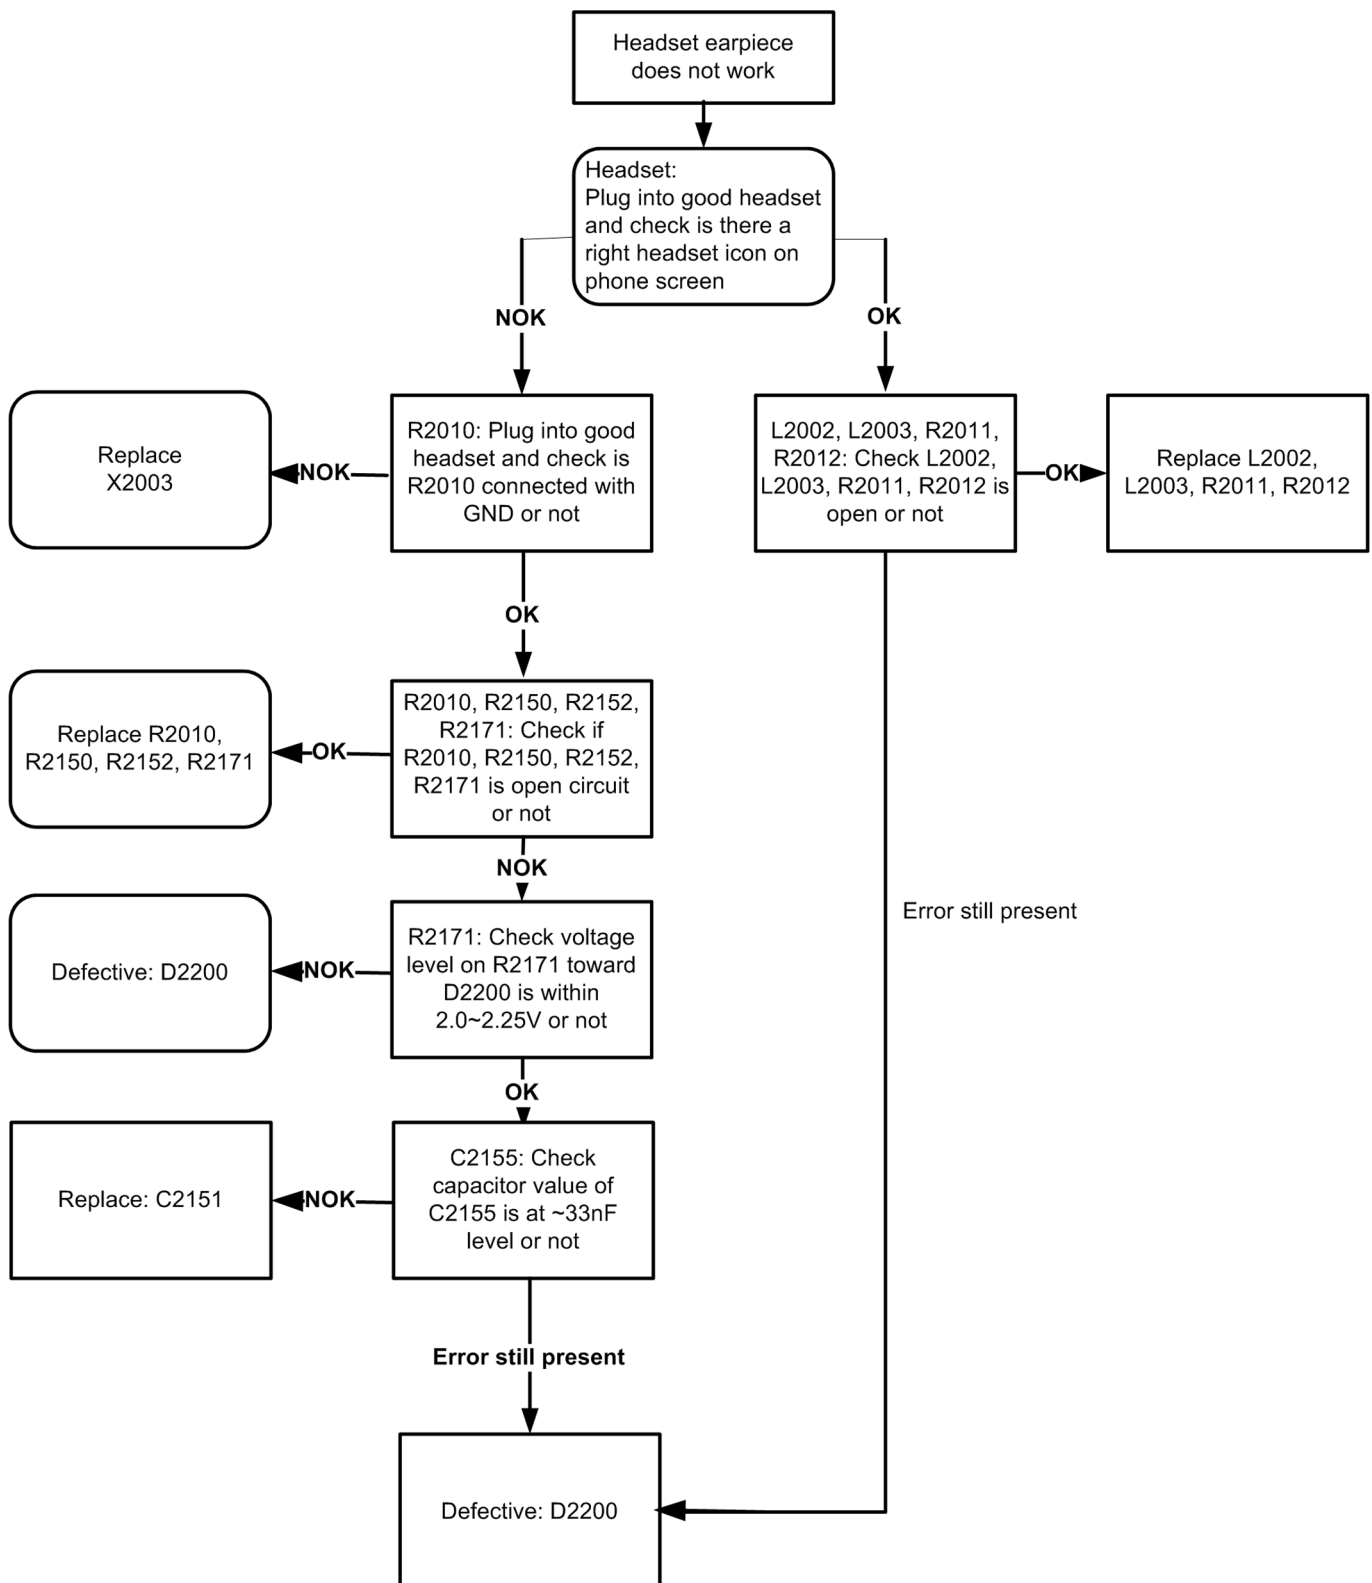 Headset earpiece
does not work
Headset:
Plug into good headset
and check is there a
right headset icon on
phone screen
NOK
OK
Replace
X2003
NOK
R2010: Plug into good
headset and check is
R2010 connected with
GND or not
L2002, L2003, R2011,
R2012: Check L2002,
L2003, R2011, R2012 is
open or not
OK
Replace L2002,
L2003, R2011, R2012
OK
Replace R2010,
R2150, R2152, R2171
OK
R2010, R2150, R2152,
R2171: Check if
R2010, R2150, R2152,
R2171 is open circuit
or not
NOK
Error still present
Defective: D2200
NOK
R2171: Check voltage
level on R2171 toward
D2200 is within
2.0~2.25V or not
OK
Replace: C2151
NOK
C2155: Check
capacitor value of
C2155 is at ~33nF
level or not
Error still present
Defective: D2200